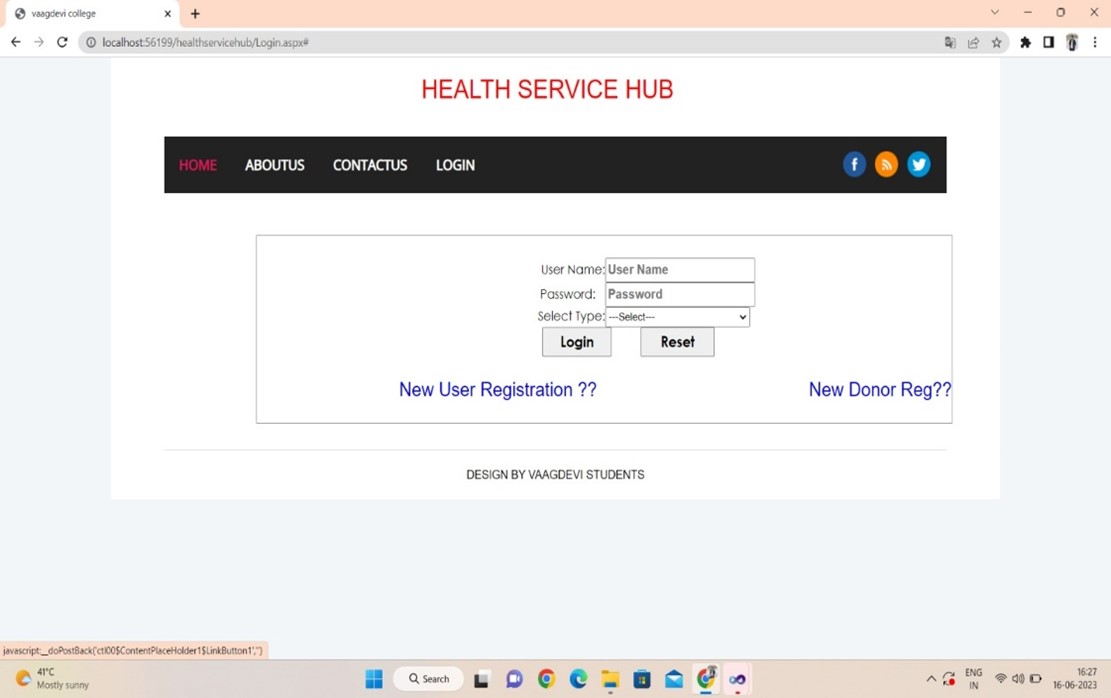 vaagdevi college
localhost:56199/healthservicehub/Login.aspx#
HEALTH SERVICE HUB
HOME ABOUTUS CONTACTUS LOGIN
User Name: User Name
Password: Password
Select Type: ---Select---
Login Reset
New User Registration ?? New Donor Reg??
DESIGN BY VAAGDEVI STUDENTS
javascript:__doPostBack('ctl00$ContentPlaceHolder1$LinkButton1','')
41°C
Mostly sunny
Search
ENG
IN
16:27
16-06-2023